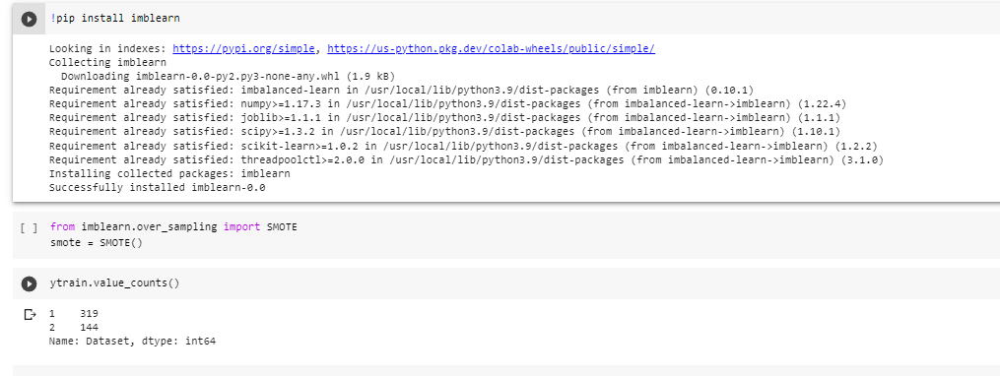 !pip install imblearn
Looking in indexes: https://pypi.org/simple, https://us-python.pkg.dev/colab-wheels/public/simple/
Collecting imblearn
  Downloading imblearn-0.0-py2.py3-none-any.whl (1.9 kB)
Requirement already satisfied: imbalanced-learn in /usr/local/lib/python3.9/dist-packages (from imblearn) (0.10.1)
Requirement already satisfied: numpy>=1.17.3 in /usr/local/lib/python3.9/dist-packages (from imbalanced-learn->imblearn) (1.22.4)
Requirement already satisfied: joblib>=1.1.1 in /usr/local/lib/python3.9/dist-packages (from imbalanced-learn->imblearn) (1.1.1)
Requirement already satisfied: scipy>=1.3.2 in /usr/local/lib/python3.9/dist-packages (from imbalanced-learn->imblearn) (1.10.1)
Requirement already satisfied: scikit-learn>=1.0.2 in /usr/local/lib/python3.9/dist-packages (from imbalanced-learn->imblearn) (1.2.2)
Requirement already satisfied: threadpoolctl>=2.0.0 in /usr/local/lib/python3.9/dist-packages (from imbalanced-learn->imblearn) (3.1.0)
Installing collected packages: imblearn
Successfully installed imblearn-0.0
[ ] from imblearn.over_sampling import SMOTE
smote = SMOTE()
ytrain.value_counts()
1    319
2    144
Name: Dataset, dtype: int64